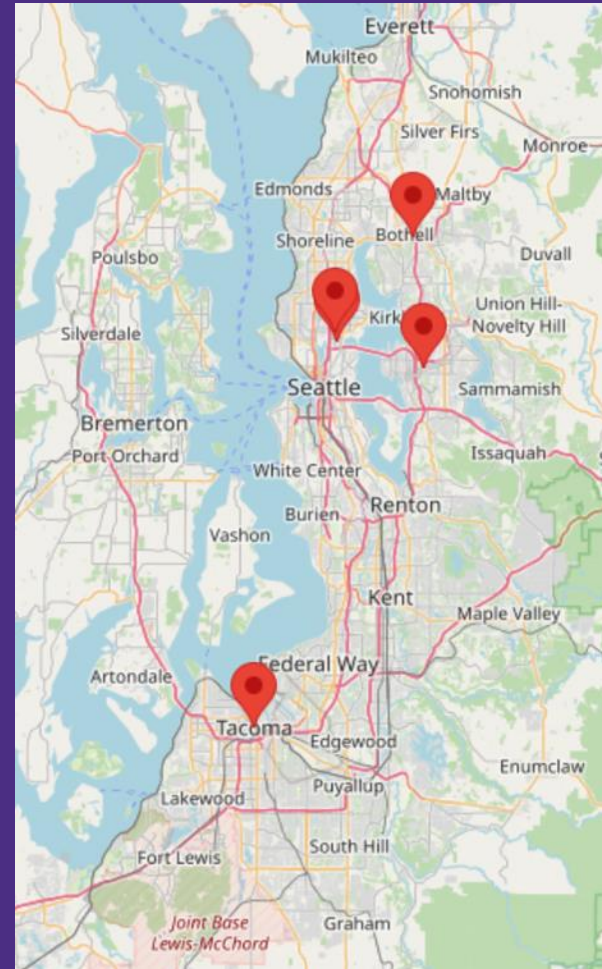 Everett
Mukilteo
Snohomish
Silver Firs
Monroe
Edmonds
Maltby
Shoreline
Bothell
Poulsbo
Duvall
Union Hill-
Novelty Hill
Silverdale
Seattle
Sammamish
Bremerton
Port Orchard
Issaquah
White Center
Renton
Burien
Vashon
Kent
Maple Valley
Federal Way
Artondale
Tacoma
Edgewood
Enumclaw
Puyallup
Lakewood
South Hill
Fort Lewis
Joint Base
Lewis-McChord
Graham